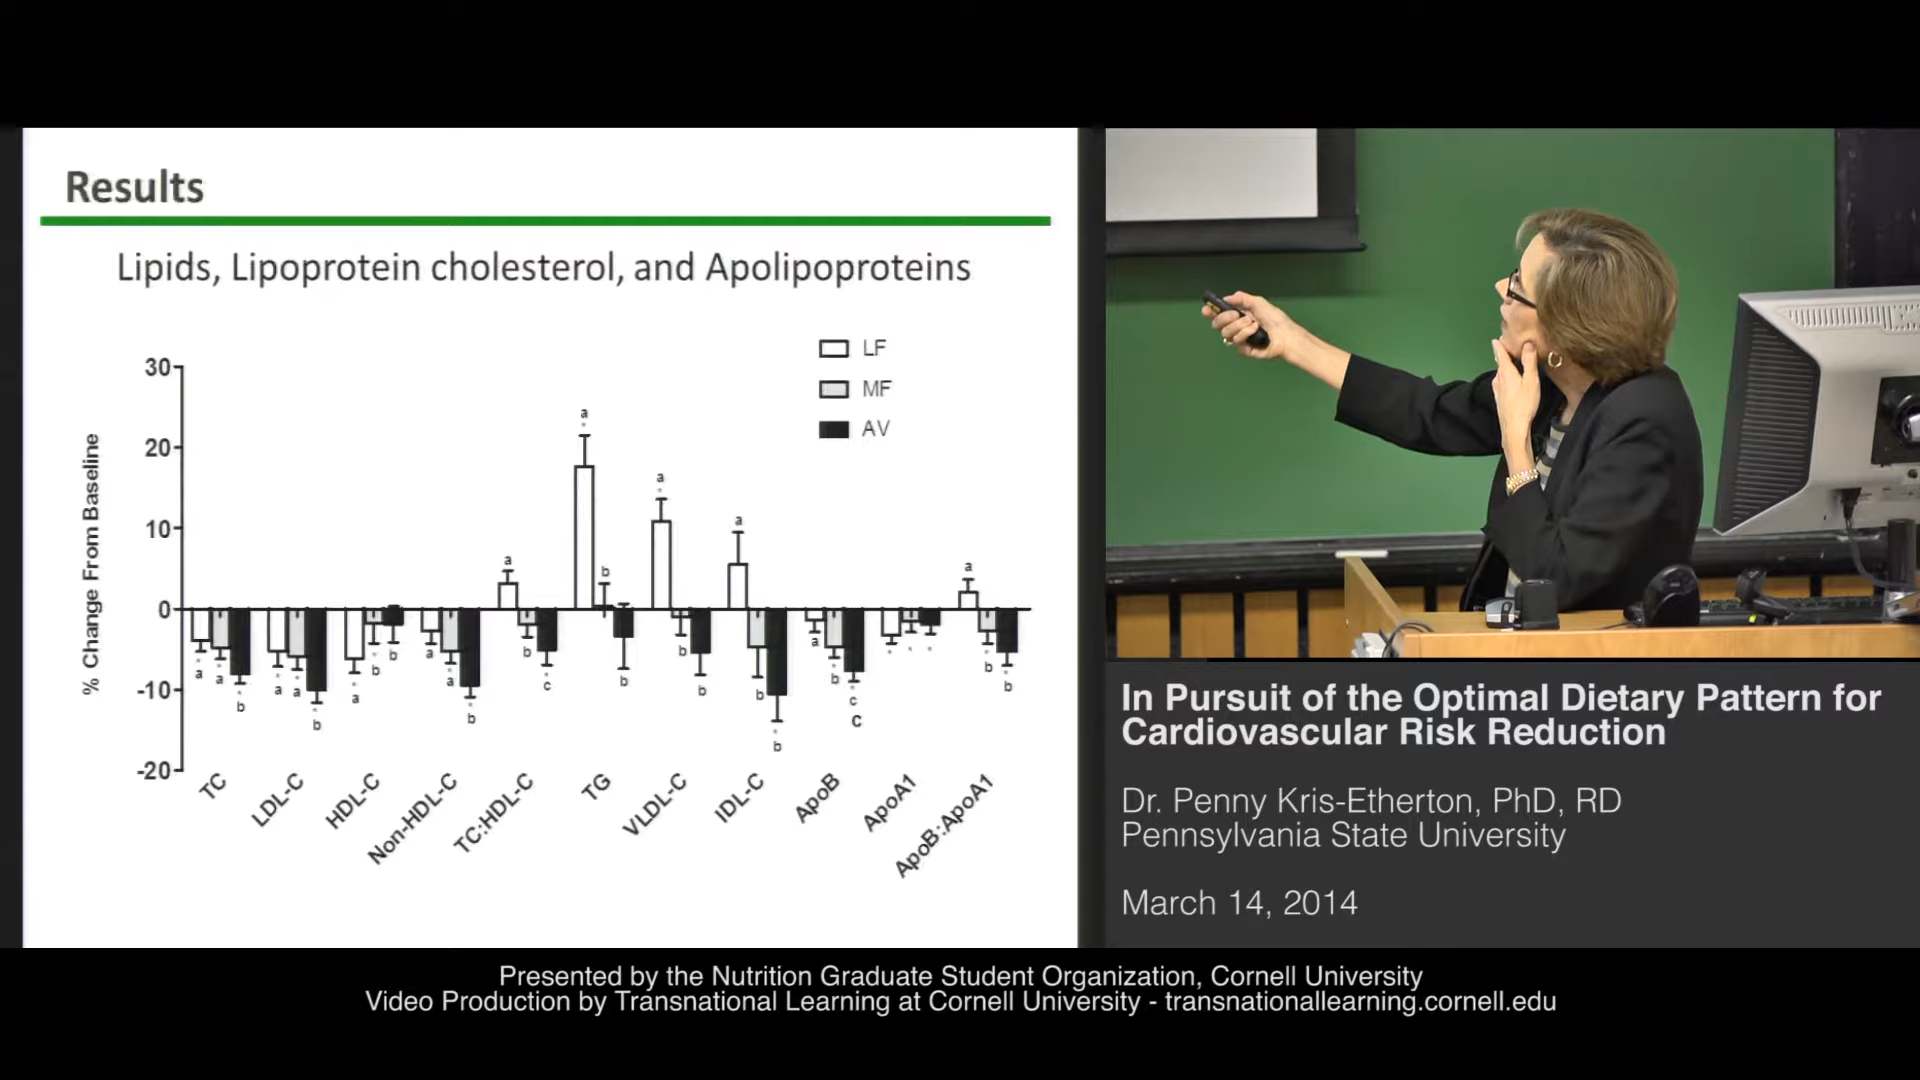 Results
Lipids, Lipoprotein cholesterol, and Apolipoproteins
LF
MF
AV
% Change From Baseline
30
20
10
0
-10
-20
a a b
a a b
a b b
a a b
a b c
a b b
a b b
a b b
a b c
C
a b b
TC
LDL-C
HDL-C
Non-HDL-C
TC:HDL-C
TG
VLDL-C
IDL-C
ApoB
ApoA1
ApoB:ApoA1
In Pursuit of the Optimal Dietary Pattern for
Cardiovascular Risk Reduction
Dr. Penny Kris-Etherton, PhD, RD
Pennsylvania State University
March 14, 2014
Presented by the Nutrition Graduate Student Organization, Cornell University
Video Production by Transnational Learning at Cornell University - transnationallearning.cornell.edu